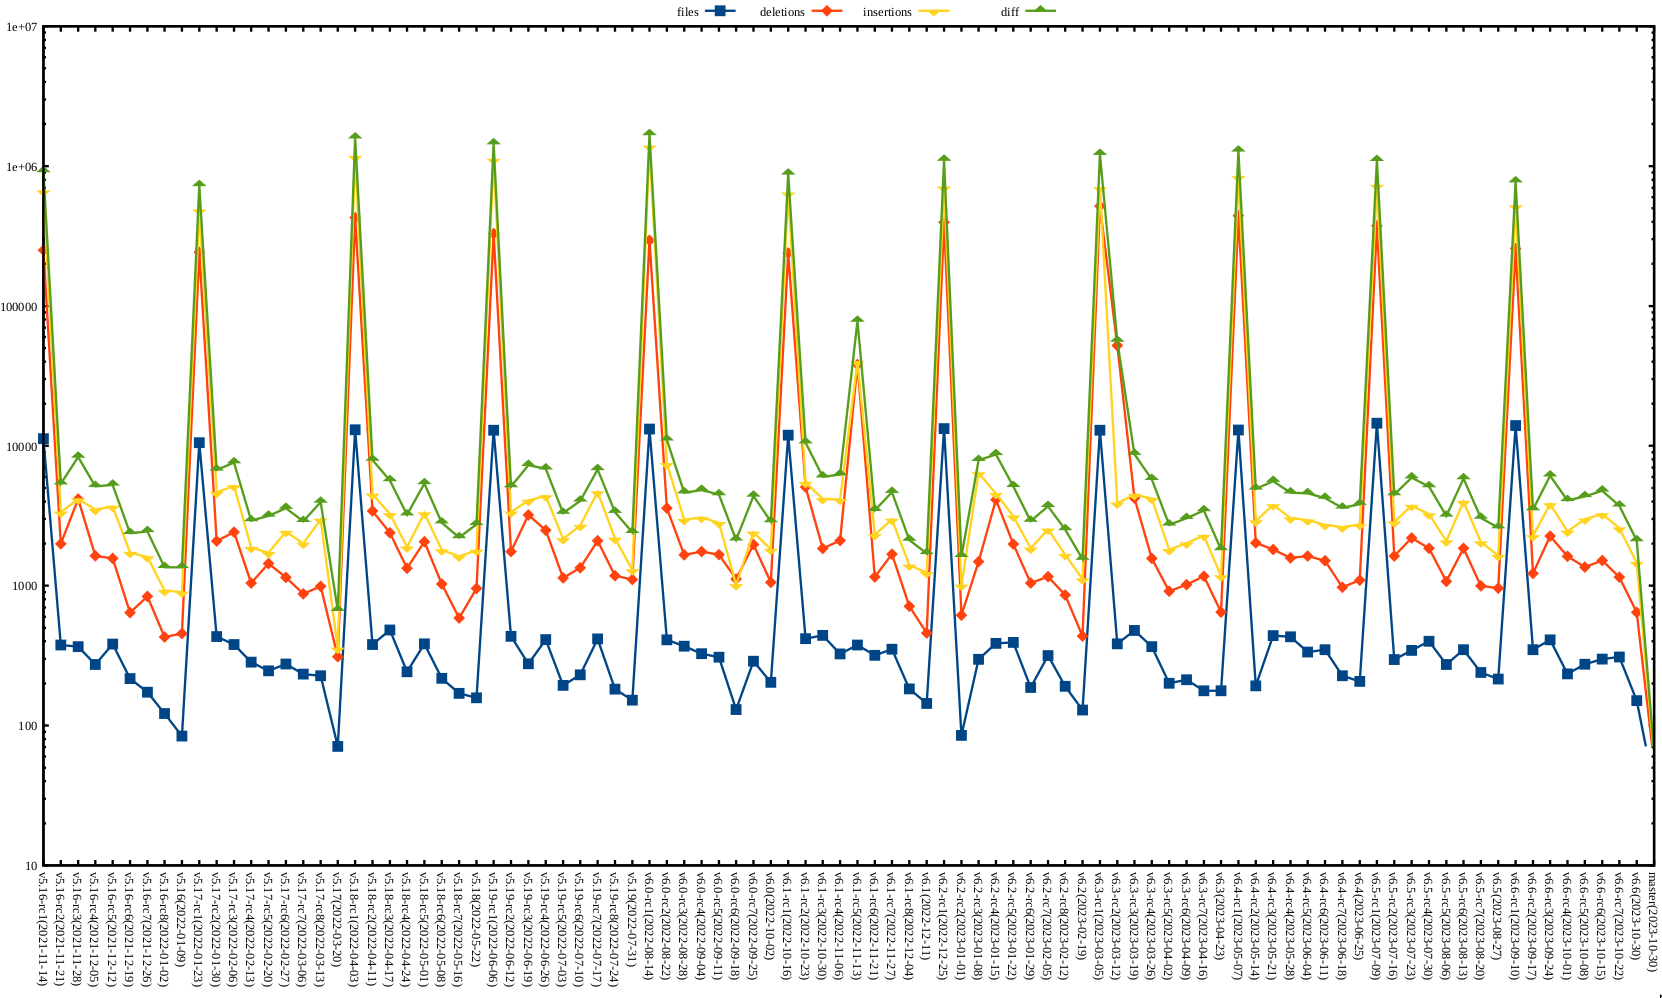 files deletions insertions diff
1e+07
1e+06
100000
10000
1000
100
10
v5.16-rc1(2021-11-14)
v5.16-rc2(2021-11-21)
v5.16-rc3(2021-11-28)
v5.16-rc4(2021-12-05)
v5.16-rc5(2021-12-12)
v5.16-rc6(2021-12-19)
v5.16-rc7(2021-12-26)
v5.16-rc8(2022-01-02)
v5.16(2022-01-09)
v5.17-rc1(2022-01-23)
v5.17-rc2(2022-01-30)
v5.17-rc3(2022-02-06)
v5.17-rc4(2022-02-13)
v5.17-rc5(2022-02-20)
v5.17-rc6(2022-02-27)
v5.17-rc7(2022-03-06)
v5.17-rc8(2022-03-13)
v5.17(2022-03-20)
v5.18-rc1(2022-04-03)
v5.18-rc2(2022-04-11)
v5.18-rc3(2022-04-17)
v5.18-rc4(2022-04-24)
v5.18-rc5(2022-05-01)
v5.18-rc6(2022-05-08)
v5.18-rc7(2022-05-16)
v5.18(2022-05-22)
v5.19-rc1(2022-06-06)
v5.19-rc2(2022-06-12)
v5.19-rc3(2022-06-19)
v5.19-rc4(2022-06-26)
v5.19-rc5(2022-07-03)
v5.19-rc6(2022-07-10)
v5.19-rc7(2022-07-17)
v5.19-rc8(2022-07-24)
v5.19(2022-07-31)
v6.0-rc1(2022-08-14)
v6.0-rc2(2022-08-22)
v6.0-rc3(2022-08-28)
v6.0-rc4(2022-09-04)
v6.0-rc5(2022-09-11)
v6.0-rc6(2022-09-18)
v6.0-rc7(2022-09-25)
v6.0(2022-10-02)
v6.1-rc1(2022-10-16)
v6.1-rc2(2022-10-23)
v6.1-rc3(2022-10-30)
v6.1-rc4(2022-11-06)
v6.1-rc5(2022-11-13)
v6.1-rc6(2022-11-21)
v6.1-rc7(2022-11-27)
v6.1-rc8(2022-12-04)
v6.1(2022-12-11)
v6.2-rc1(2022-12-25)
v6.2-rc2(2023-01-01)
v6.2-rc3(2023-01-08)
v6.2-rc4(2023-01-15)
v6.2-rc5(2023-01-22)
v6.2-rc6(2023-01-29)
v6.2-rc7(2023-02-05)
v6.2-rc8(2023-02-12)
v6.2(2023-02-19)
v6.3-rc1(2023-03-05)
v6.3-rc2(2023-03-12)
v6.3-rc3(2023-03-19)
v6.3-rc4(2023-03-26)
v6.3-rc5(2023-04-02)
v6.3-rc6(2023-04-09)
v6.3-rc7(2023-04-16)
v6.3(2023-04-23)
v6.4-rc1(2023-05-07)
v6.4-rc2(2023-05-14)
v6.4-rc3(2023-05-21)
v6.4-rc4(2023-05-28)
v6.4-rc5(2023-06-04)
v6.4-rc6(2023-06-11)
v6.4-rc7(2023-06-18)
v6.4(2023-06-25)
v6.5-rc1(2023-07-09)
v6.5-rc2(2023-07-16)
v6.5-rc3(2023-07-23)
v6.5-rc4(2023-07-30)
v6.5-rc5(2023-08-06)
v6.5-rc6(2023-08-13)
v6.5-rc7(2023-08-20)
v6.5(2023-08-27)
v6.6-rc1(2023-09-10)
v6.6-rc2(2023-09-17)
v6.6-rc3(2023-09-24)
v6.6-rc4(2023-10-01)
v6.6-rc5(2023-10-08)
v6.6-rc6(2023-10-15)
v6.6-rc7(2023-10-22)
v6.6(2023-10-30)
master(2023-10-30)